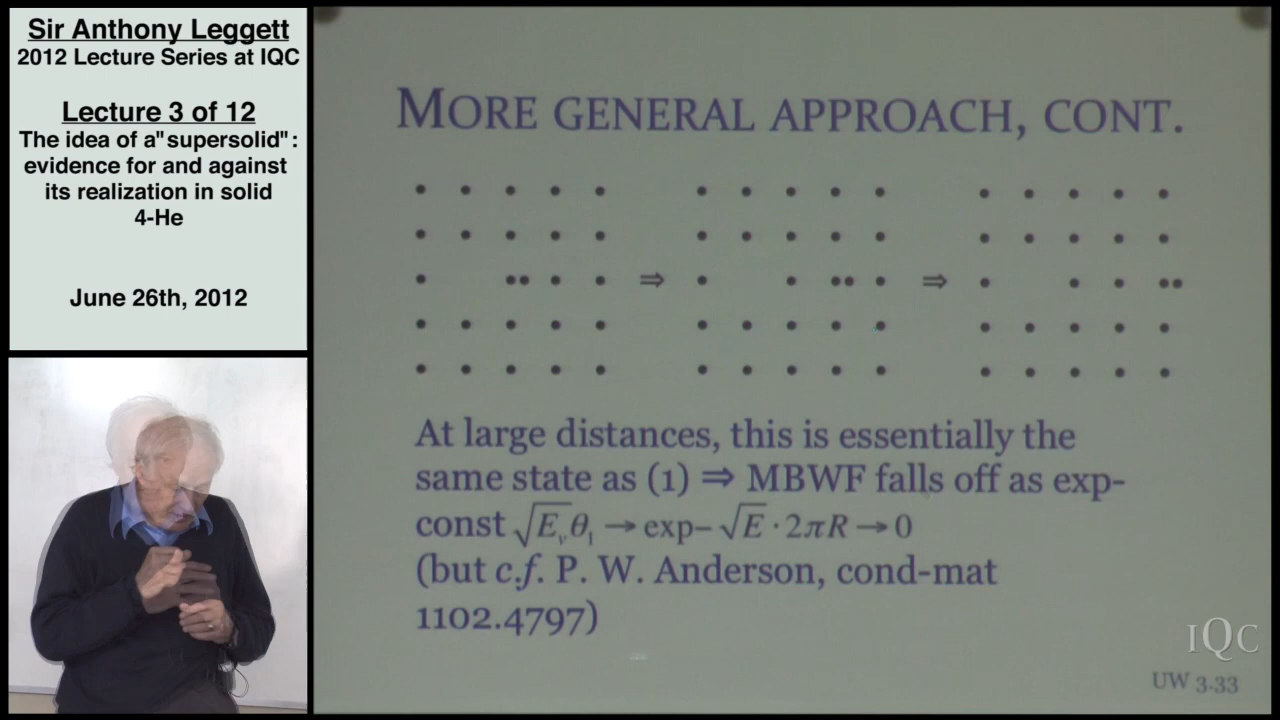 Sir Anthony Leggett
2012 Lecture Series at IQC
Lecture 3 of 12
The idea of a"supersolid":
evidence for and against
its realization in solid
4-He
June 26th, 2012
MORE GENERAL APPROACH, CONT.
⇒ ⇒
At large distances, this is essentially the
same state as (1) ⇒ MBWF falls off as exp-
const √E_v θ_1 → exp– √E · 2πR → 0
(but c.f. P. W. Anderson, cond-mat
1102.4797)
IQC
UW 3.33